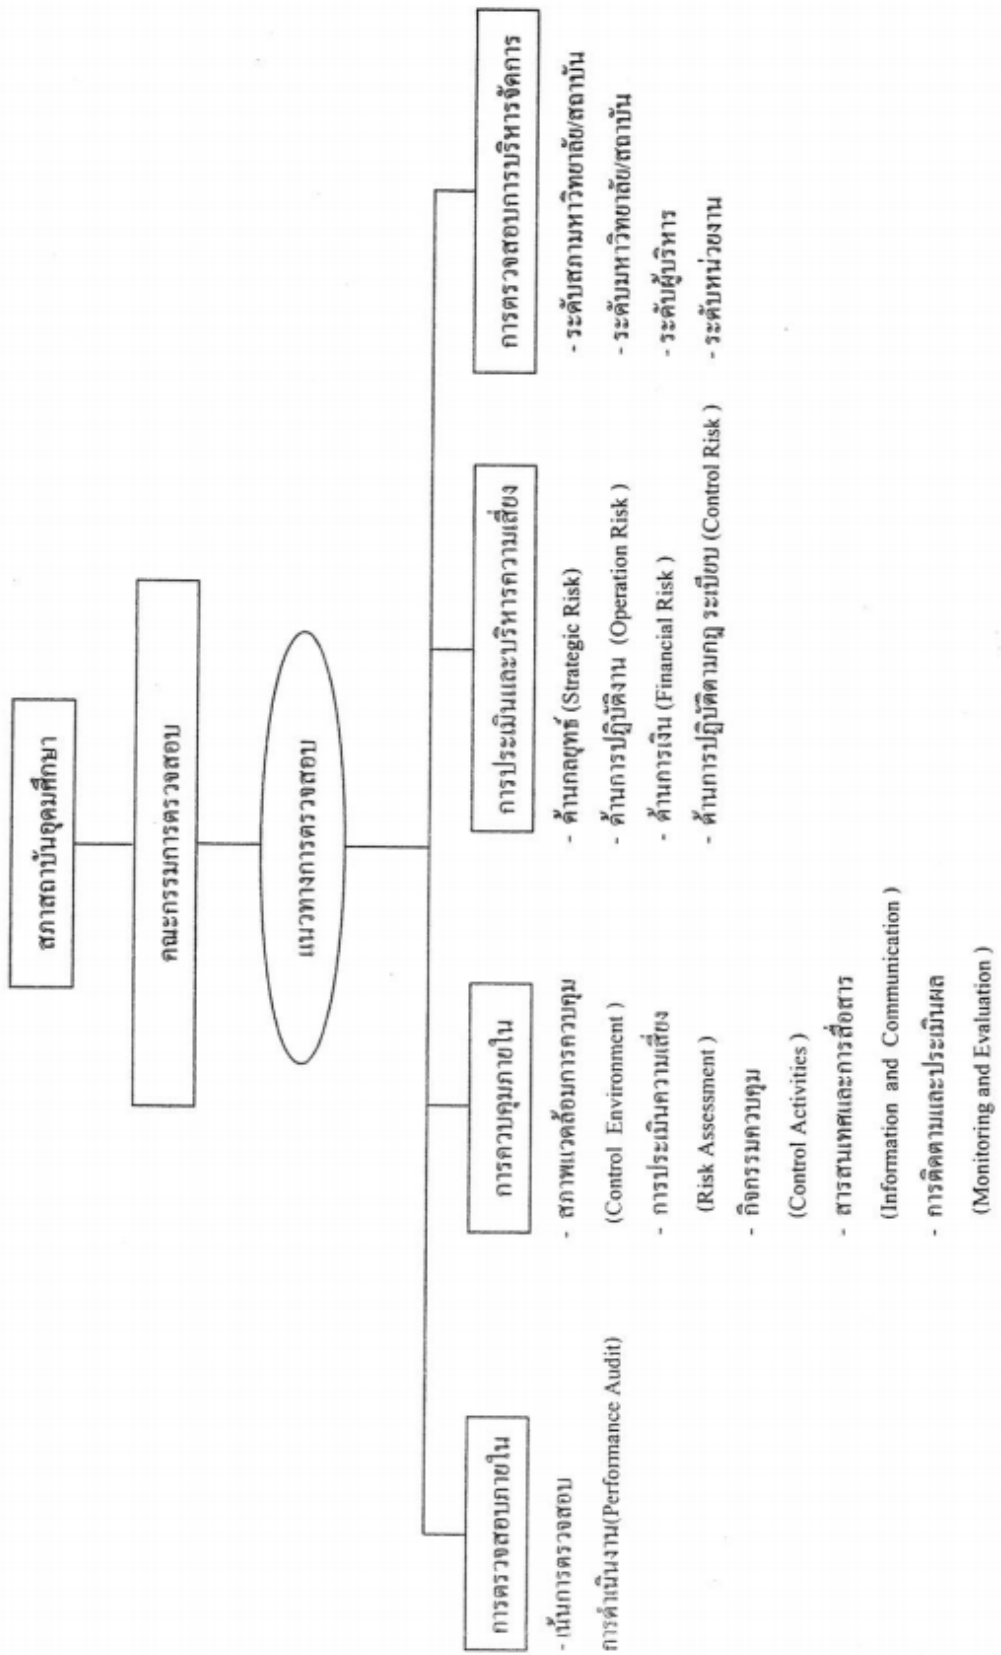 สภาสถาบันอุดมศึกษา
คณะกรรมการตรวจสอบ
แนวทางการตรวจสอบ
การตรวจสอบภายใน
- เน้นการตรวจสอบ
การดำเนินงาน(Performance Audit)
การควบคุมภายใน
- สภาพแวดล้อมการควบคุม
(Control Environment )
- การประเมินความเสี่ยง
(Risk Assessment )
- กิจกรรมควบคุม
(Control Activities )
- สารสนเทศและการสื่อสาร
(Information and Communication )
- การติดตามและประเมินผล
(Monitoring and Evaluation )
การประเมินและบริหารความเสี่ยง
- ด้านกลยุทธ์ (Strategic Risk)
- ด้านการปฏิบัติงาน (Operation Risk )
- ด้านการเงิน (Financial Risk )
- ด้านการปฏิบัติตามกฎ ระเบียบ (Control Risk )
การตรวจสอบการบริหารจัดการ
- ระดับสภามหาวิทยาลัย/สถาบัน
- ระดับมหาวิทยาลัย/สถาบัน
- ระดับผู้บริหาร
- ระดับหน่วยงาน